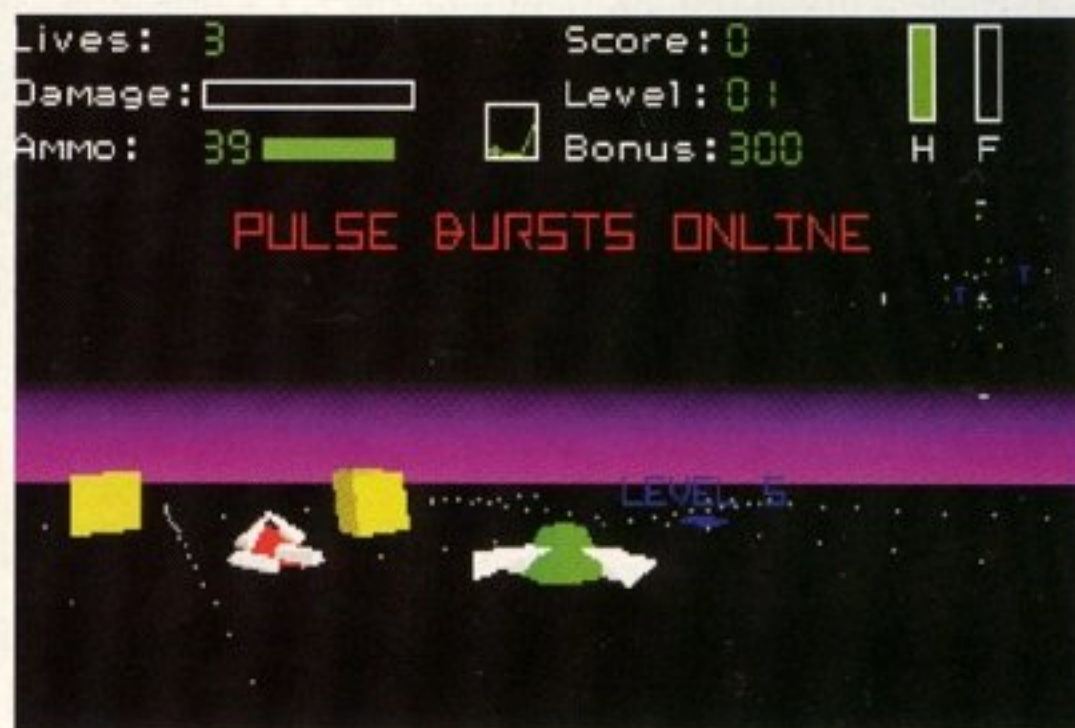 Lives: 3
Damage:
Ammo: 39
Score: 0
Level: 01
Bonus: 300
H F
PULSE BURSTS ONLINE
T
T
LEVEL 5